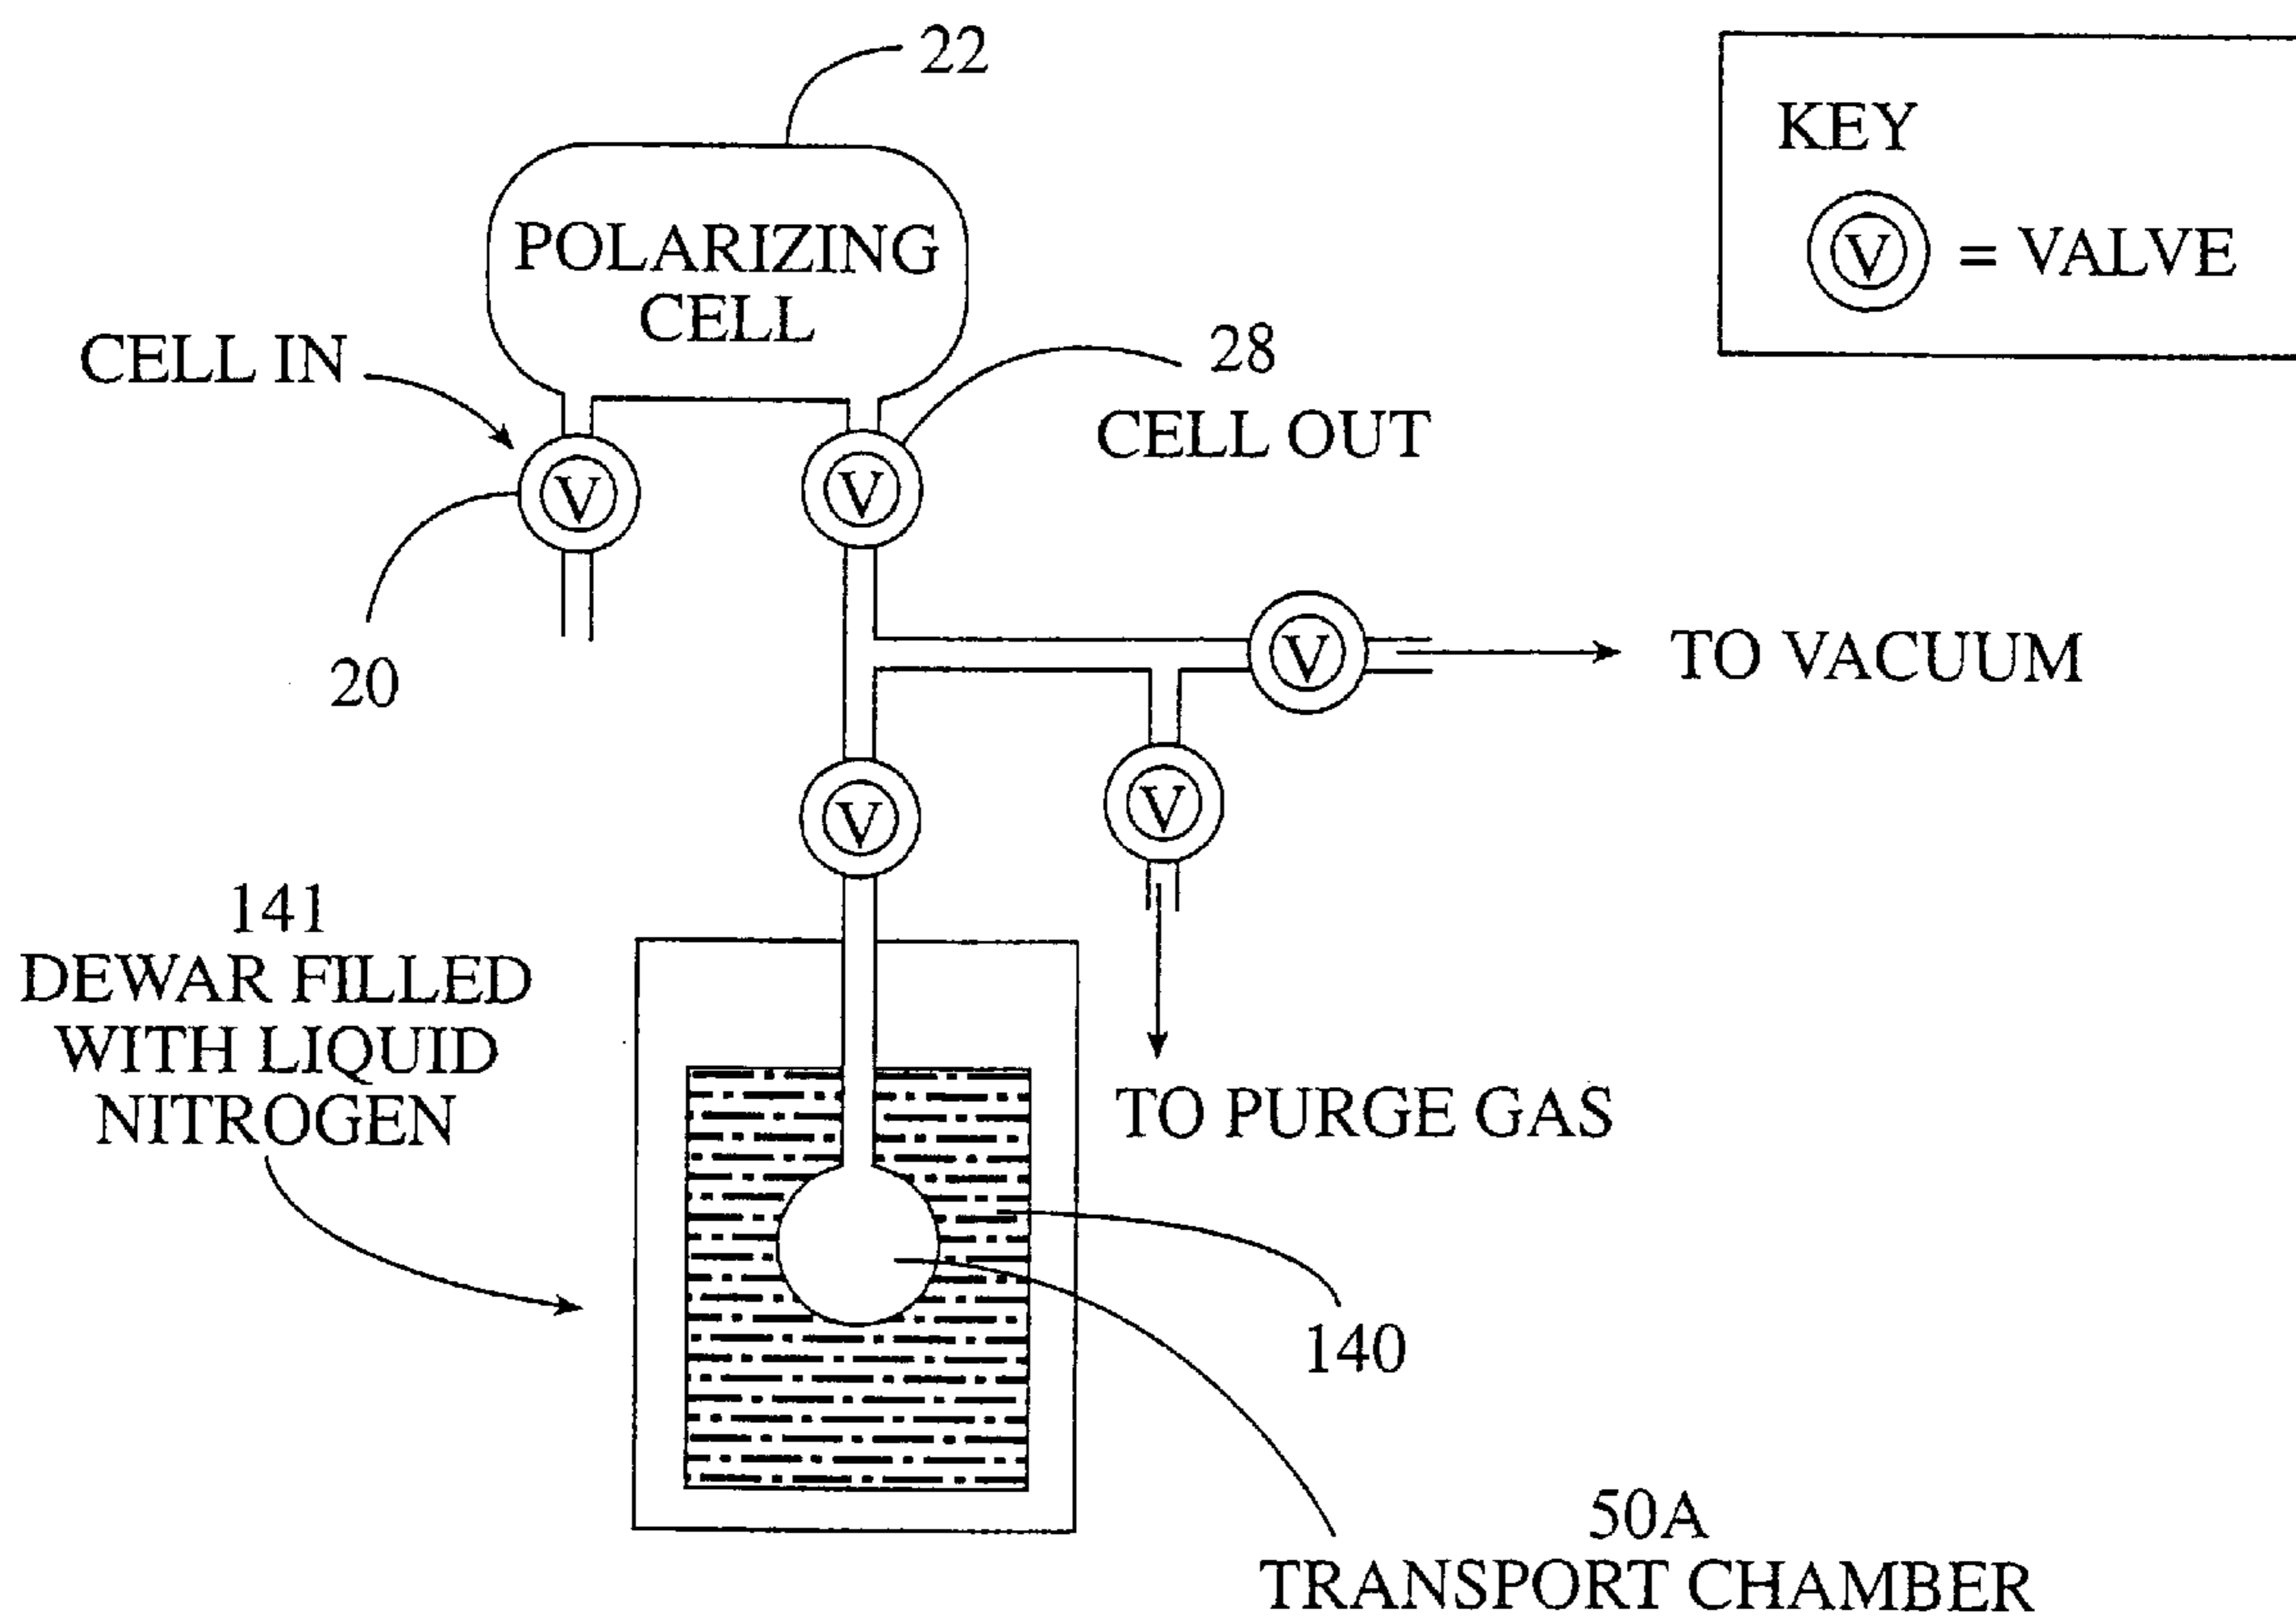 22
KEY
V = VALVE
POLARIZING
CELL
CELL IN
28
CELL OUT
V
V
20
V
TO VACUUM
V
V
141
DEWAR FILLED
WITH LIQUID
NITROGEN
TO PURGE GAS
140
50A
TRANSPORT CHAMBER